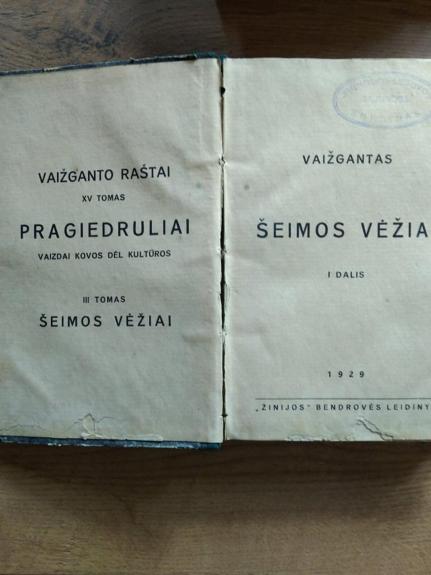 VAIŽGANTO RAŠTAI
XV TOMAS
PRAGIEDRULIAI
VAIZDAI KOVOS DĖL KULTŪROS
III TOMAS
ŠEIMOS VĖŽIAI
VAIŽGANTAS
ŠEIMOS VĖŽIA
I DALIS
1929
„ŽINIJOS" BENDROVĖS LEIDINY